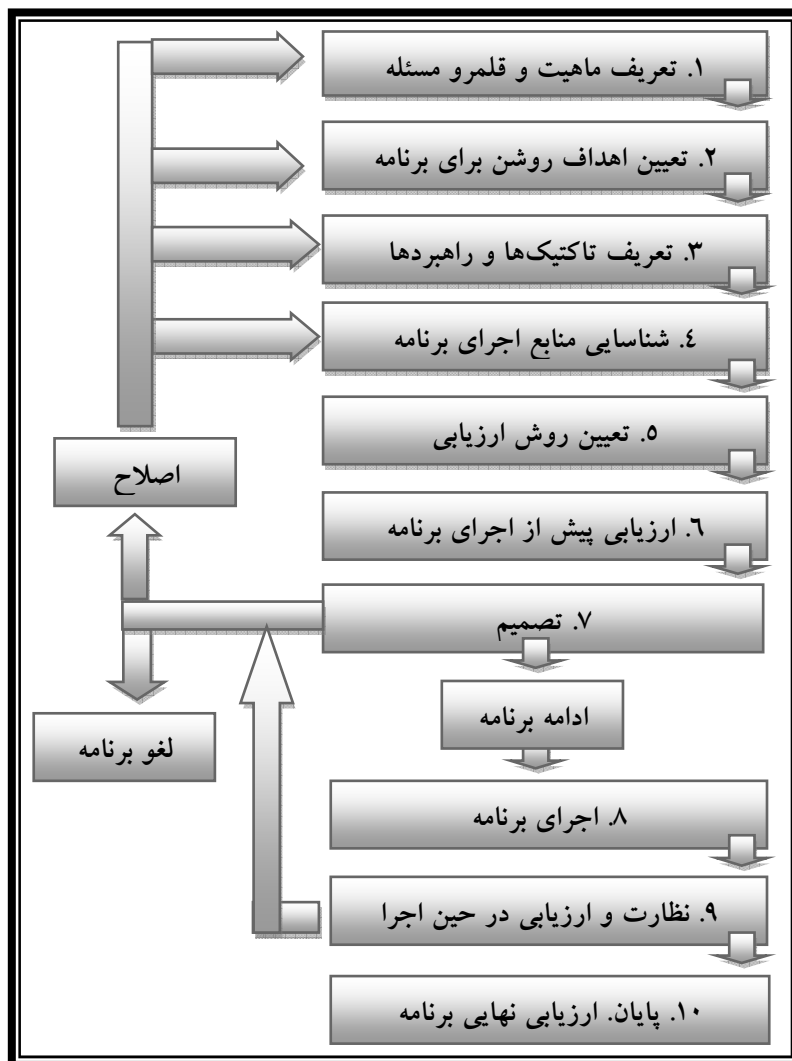 ۱. تعریف ماهیت و قلمرو مسئله
۲. تعیین اهداف روشن برای برنامه
۳. تعریف تاکتیک‌ها و راهبردها
۴. شناسایی منابع اجرای برنامه
۵. تعیین روش ارزیابی
اصلاح
۶. ارزیابی پیش از اجرای برنامه
۷. تصمیم
ادامه برنامه
لغو برنامه
۸. اجرای برنامه
۹. نظارت و ارزیابی در حین اجرا
۱۰. پایان. ارزیابی نهایی برنامه